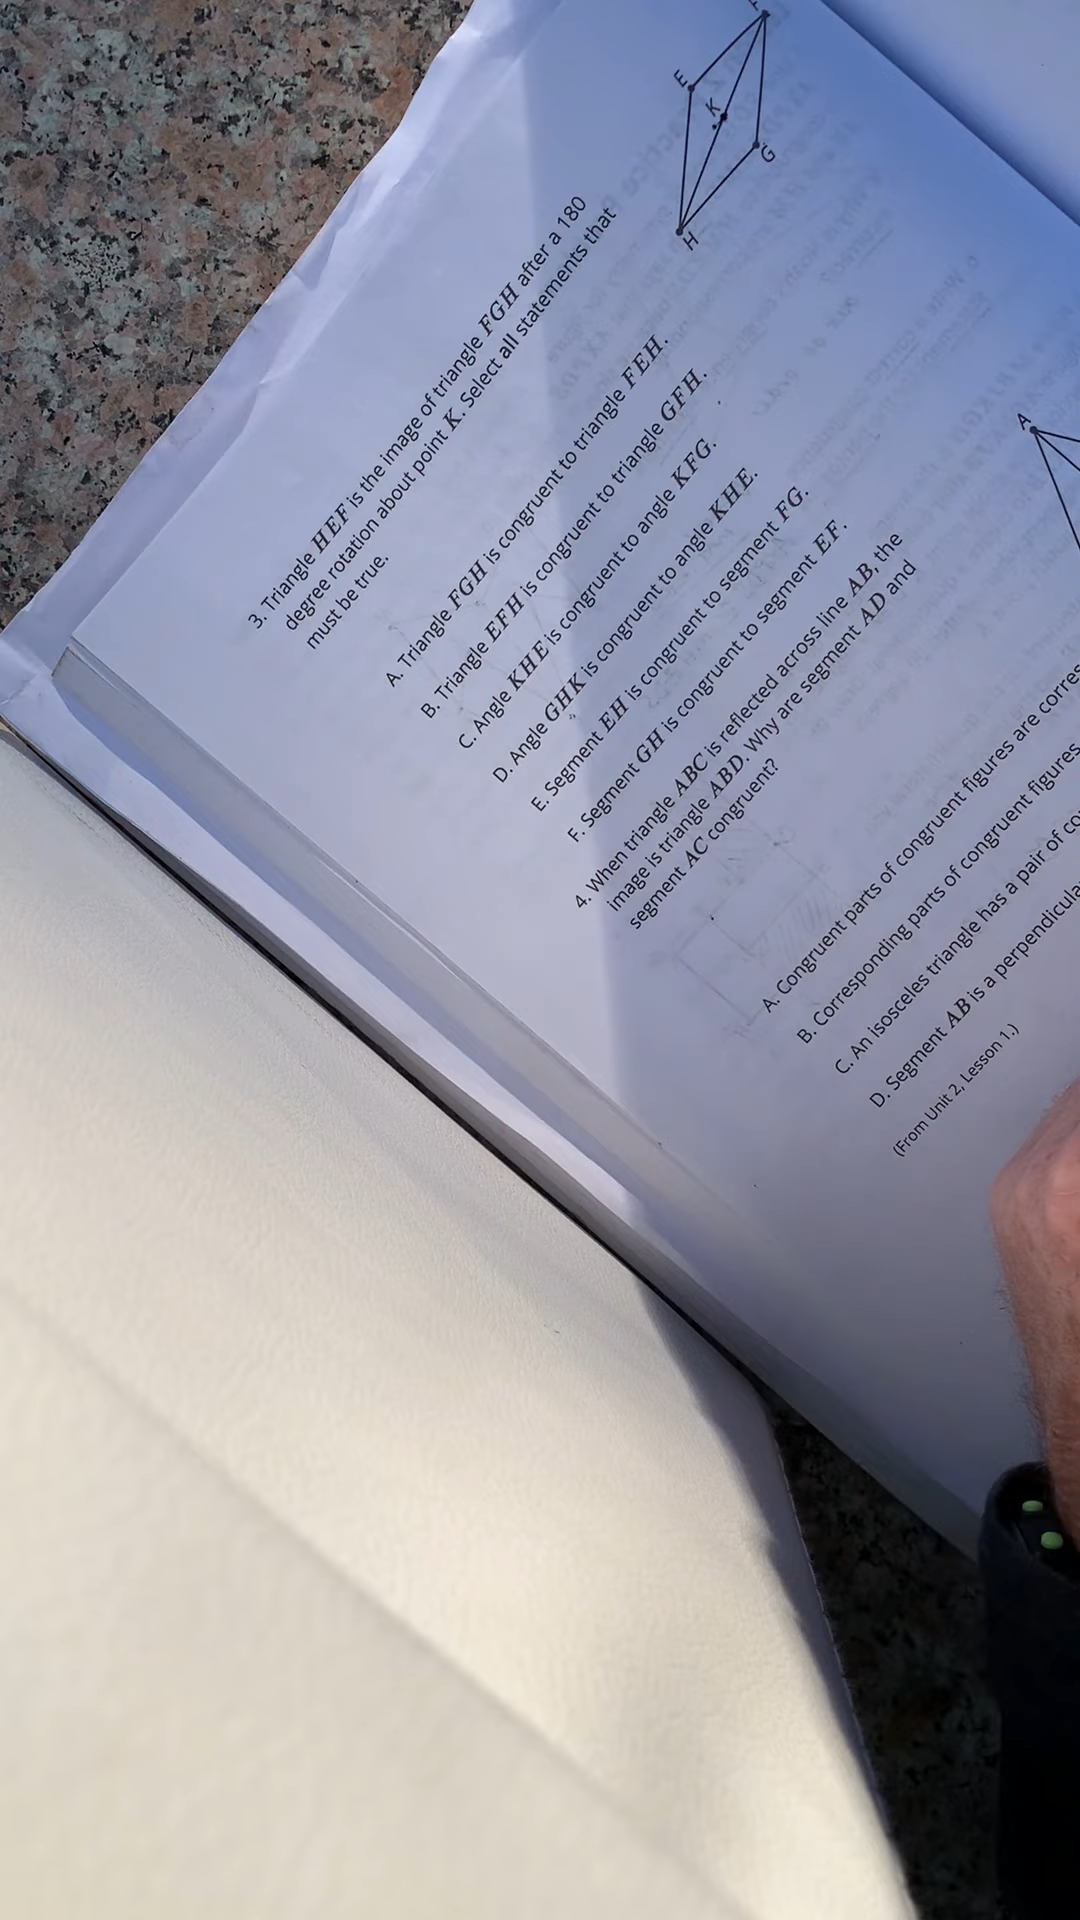 3. Triangle HEF is the image of triangle FGH after a 180
degree rotation about point K. Select all statements that
must be true.
E
K
G
H
A. Triangle FGH is congruent to triangle FEH.
B. Triangle EFH is congruent to triangle GFH.
C. Angle KHE is congruent to angle KFG.
D. Angle GHK is congruent to angle KHE.
E. Segment EH is congruent to segment FG.
F. Segment GH is congruent to segment EF.
4. When triangle ABC is reflected across line AB, the
image is triangle ABD. Why are segment AD and
segment AC congruent?
A
A. Congruent parts of congruent figures are
B. Corresponding parts of congruent figures
C. An isosceles triangle has a pair of
D. Segment AB is a
(From Unit 2, Lesson 1.)